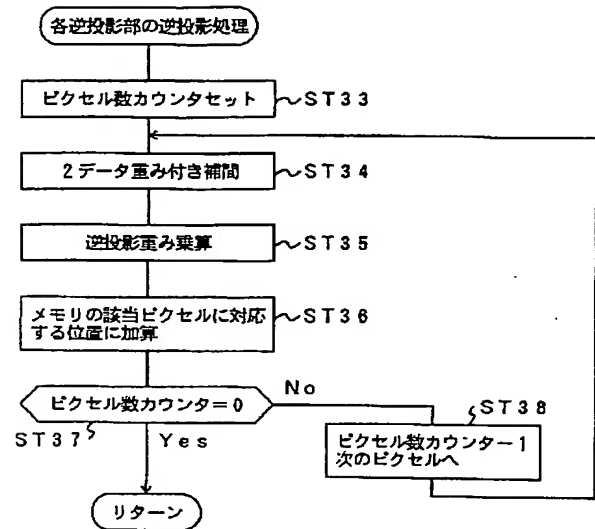 各逆投影部の逆投影処理
ピクセル数カウンタセット
ST33
2データ重み付き補間
ST34
逆投影重み乗算
ST35
メモリの該当ピクセルに対応
する位置に加算
ST36
ピクセル数カウンター=0
No
ST37
Yes
ST38
ピクセル数カウンター-1
次のピクセルへ
リターン